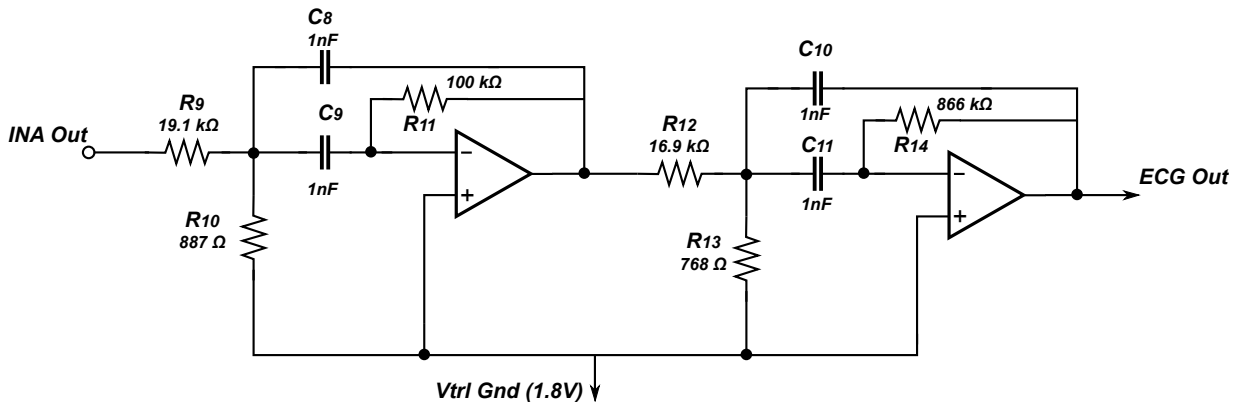 C8
1nF
R9
19.1 kΩ
INA Out
C9
1nF
100 kΩ
R11
−
+
R10
887 Ω
R12
16.9 kΩ
C10
1nF
C11
1nF
866 kΩ
R14
−
+
ECG Out
R13
768 Ω
Vtrl Gnd (1.8V)